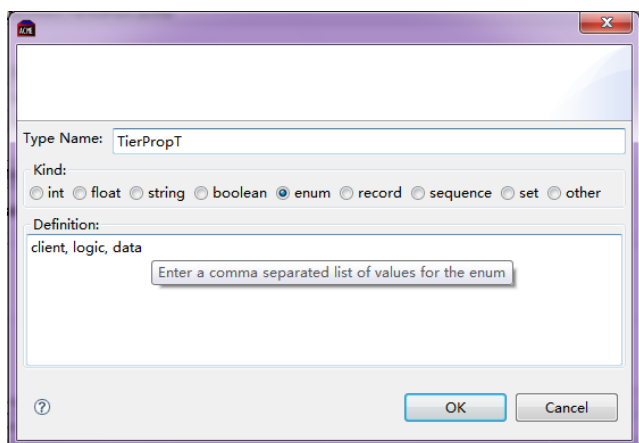 ACME
Type Name: TierPropT
Kind:
int float string boolean enum record sequence set other
Definition:
client, logic, data
Enter a comma separated list of values for the enum
OK Cancel